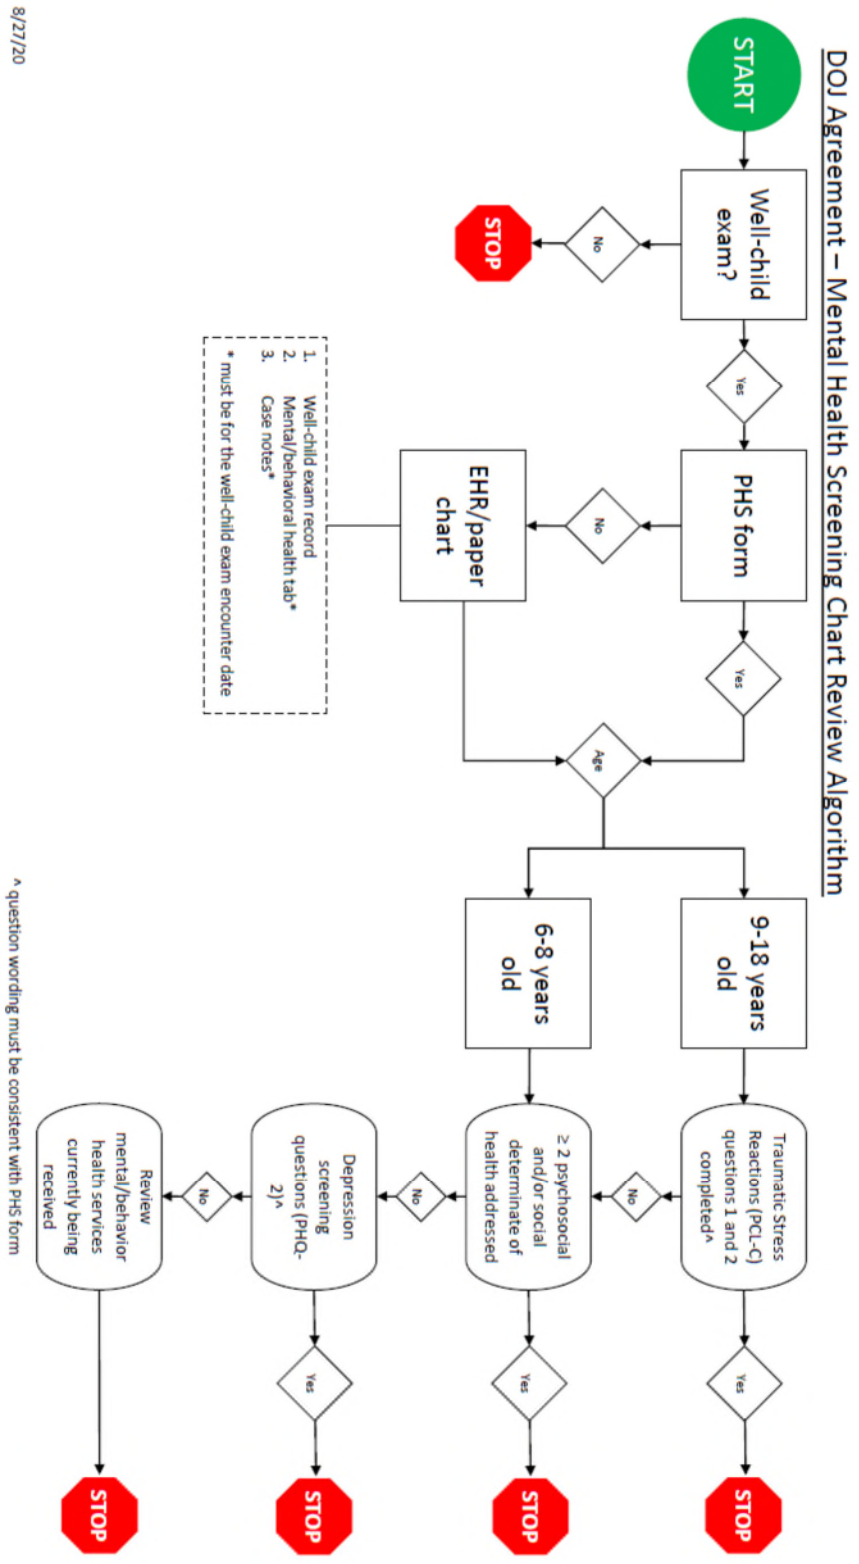 DOJ Agreement – Mental Health Screening Chart Review Algorithm
START
Well-child
exam?
No
STOP
Yes
PHS form
No
EHR/paper
chart
1. Well-child exam record
2. Mental/behavioral health tab*
3. Case notes*
* must be for the well-child exam encounter date
Yes
Age
9-18 years
old
6-8 years
old
Traumatic Stress
Reactions (PCL-C)
questions 1 and 2
completed^
Yes
STOP
No
≥ 2 psychosocial
and/or social
determinate of
health addressed
Yes
STOP
No
Depression
screening
questions (PHQ-
2)^
Yes
STOP
No
Review
mental/behavior
health services
currently being
received
STOP
8/27/20
^ question wording must be consistent with PHS form